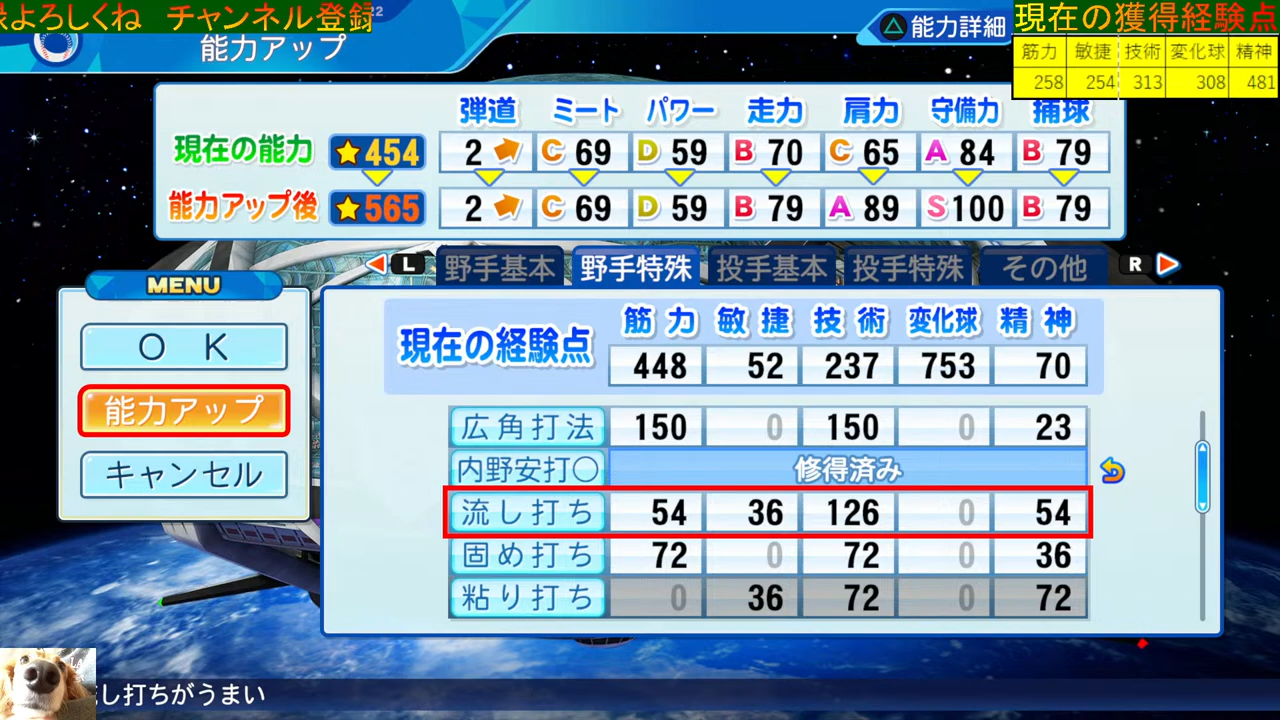 録よろしくね　チャンネル登録
22
能力アップ
△能力詳細
現在の獲得経験点
筋力 敏捷 技術 変化球 精神
258 254 313 308 481
弾道 ミート パワー 走力 肩力 守備力 捕球
現在の能力 ★454 2 C 69 D 59 B 70 C 65 A 84 B 79
能力アップ後 ★565 2 C 69 D 59 B 79 A 89 S 100 B 79
L 野手基本 野手特殊 投手基本 投手特殊 その他 R
MENU
OK
能力アップ
キャンセル
筋力 敏捷 技術 変化球 精神
現在の経験点 448 52 237 753 70
広角打法 150 0 150 0 23
内野安打○ 修得済み
流し打ち 54 36 126 0 54
固め打ち 72 0 72 0 36
粘り打ち 0 36 72 0 72
し打ちがうまい